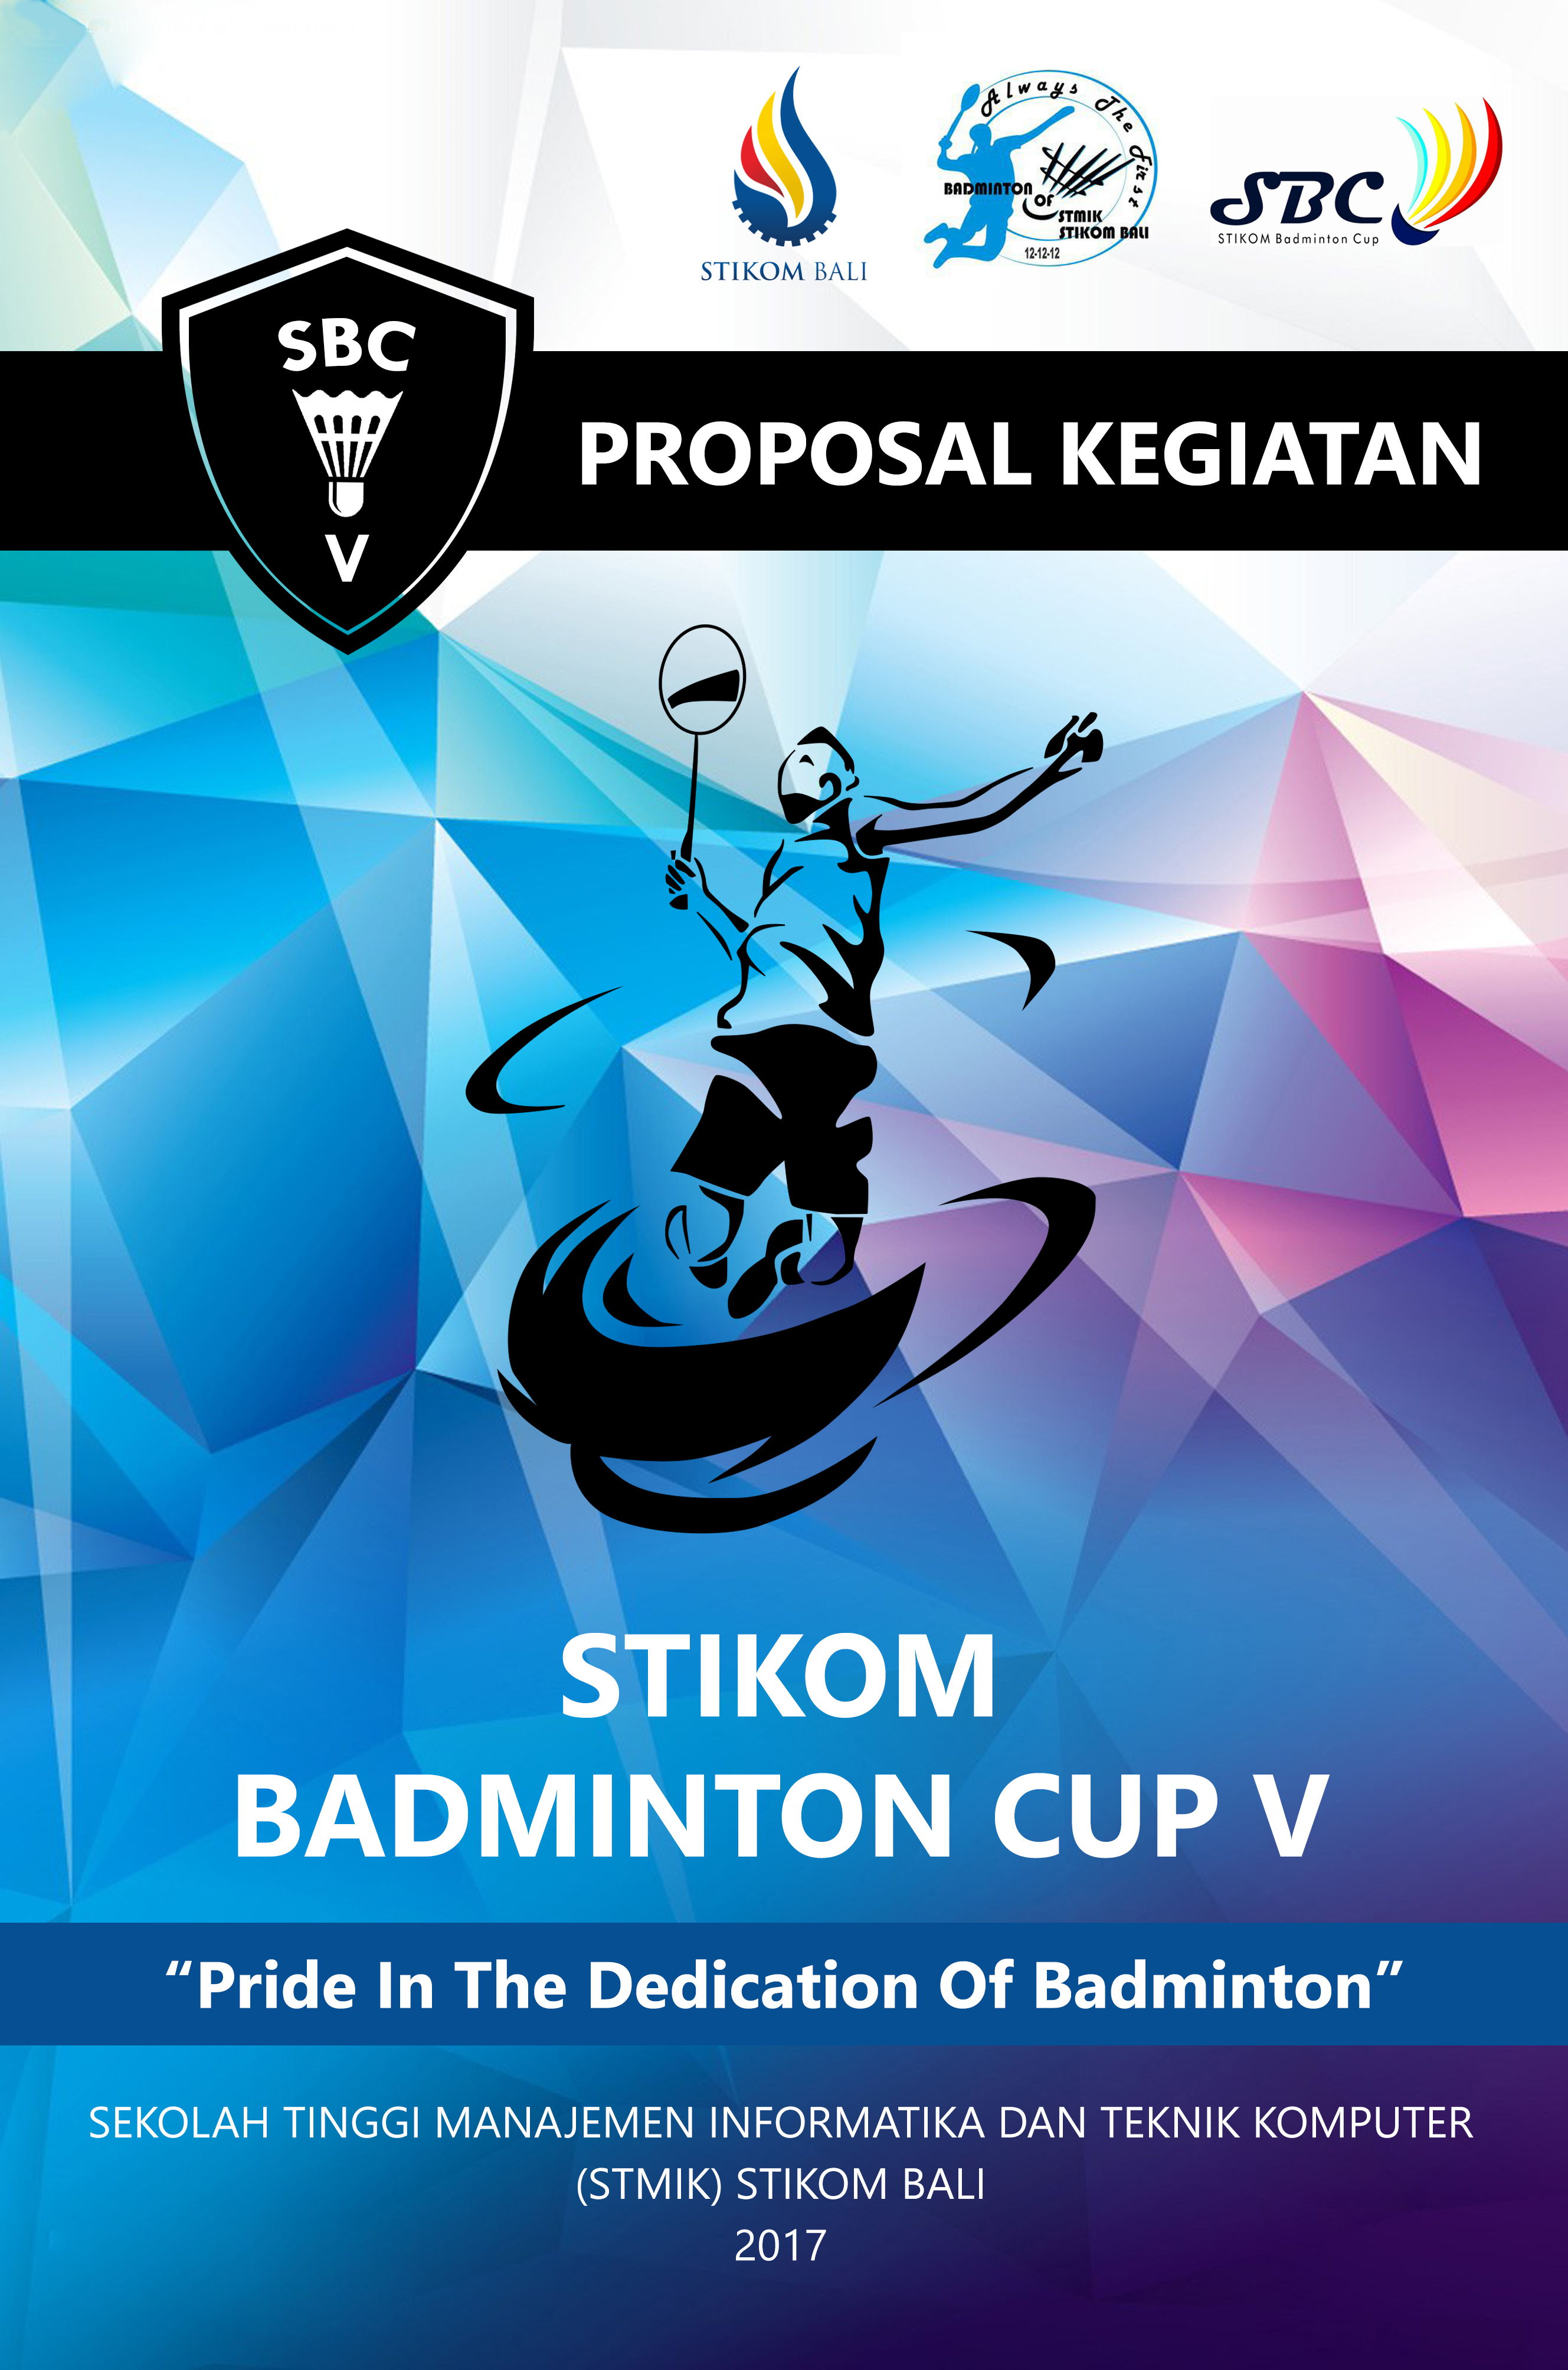 STIKOM BALI
Always The First
BADMINTON
OF
STMIK
STIKOM BALI
12-12-12
SBC
STIKOM Badminton Cup
SBC
V
PROPOSAL KEGIATAN
STIKOM
BADMINTON CUP V
“Pride In The Dedication Of Badminton”
SEKOLAH TINGGI MANAJEMEN INFORMATIKA DAN TEKNIK KOMPUTER
(STMIK) STIKOM BALI
2017